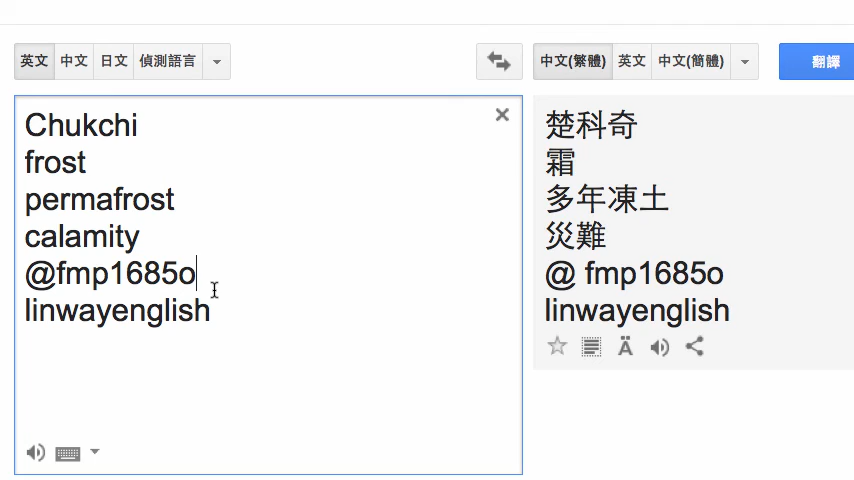 英文 中文 日文 偵測語言
中文(繁體) 英文 中文(簡體)
翻譯
Chukchi
frost
permafrost
calamity
@fmp1685o
linwayenglish
楚科奇
霜
多年凍土
災難
@ fmp1685o
linwayenglish
Ä